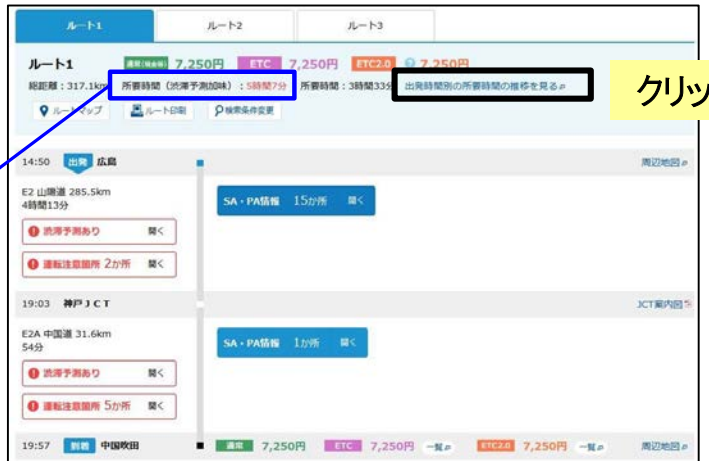 ルート1 ルート2 ルート3
ルート1 通常(現金等) 7,250円 ETC 7,250円 ETC2.0 7,250円
総距離：317.1km 所要時間（渋滞予測加味）：5時間7分 所要時間：3時間33分 出発時間別の所要時間の推移を見る
ルートマップ ルート印刷 検索条件変更
クリッ
14:50 出発 広島 周辺地図
E2 山陽道 285.5km
4時間13分
SA・PA情報 15か所 開く
渋滞予測あり 開く
運転注意箇所 2か所 開く
19:03 神戸JCT JCT案内図
E2A 中国道 31.6km
54分
SA・PA情報 1か所 開く
渋滞予測あり 開く
運転注意箇所 5か所 開く
19:57 到着 中国吹田 通常 7,250円 ETC 7,250円 一覧 ETC2.0 7,250円 一覧 周辺地図